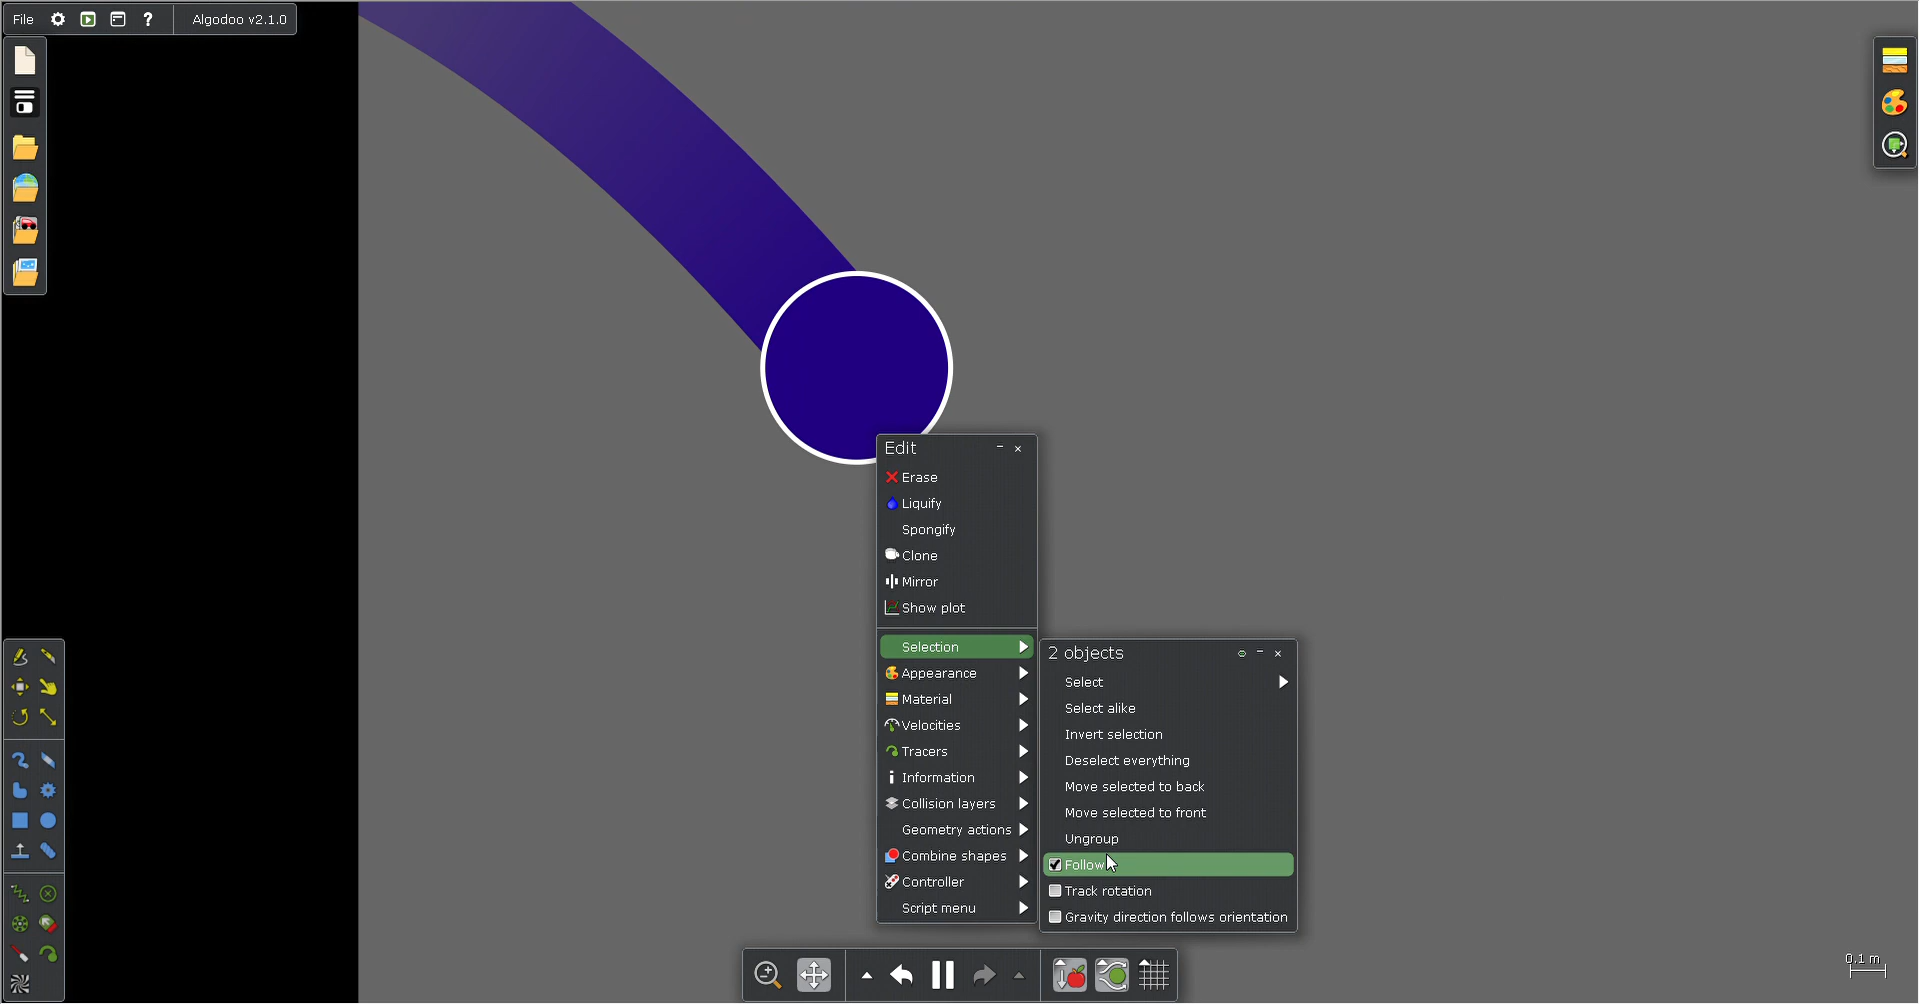 File ? Algodoo v2.1.0
Edit
Erase
Liquify
Spongify
Clone
Mirror
Show plot
Selection
Appearance
Material
Velocities
Tracers
Information
Collision layers
Geometry actions
Combine shapes
Controller
Script menu
2 objects
Select
Select alike
Invert selection
Deselect everything
Move selected to back
Move selected to front
Ungroup
Follow
Track rotation
Gravity direction follows orientation
0.1 m